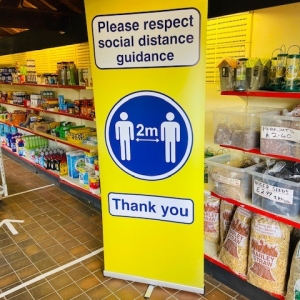 Please respect
social distance
guidance
2m
Thank you